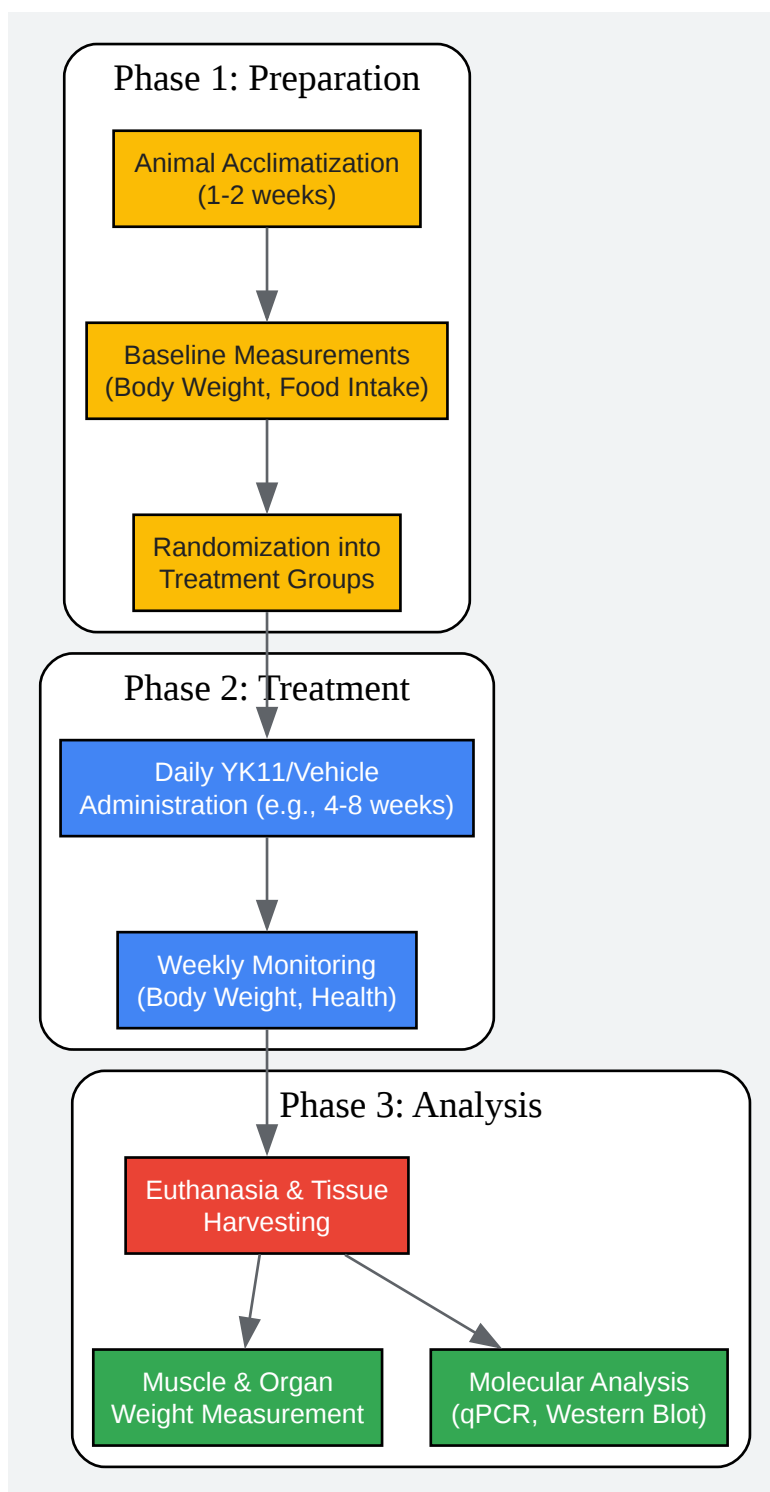 Phase 1: Preparation
Animal Acclimatization
(1-2 weeks)
Baseline Measurements
(Body Weight, Food Intake)
Randomization into
Treatment Groups
Phase 2: Treatment
Daily YK11/Vehicle
Administration (e.g., 4-8 weeks)
Weekly Monitoring
(Body Weight, Health)
Phase 3: Analysis
Euthanasia & Tissue
Harvesting
Muscle & Organ
Weight Measurement
Molecular Analysis
(qPCR, Western Blot)